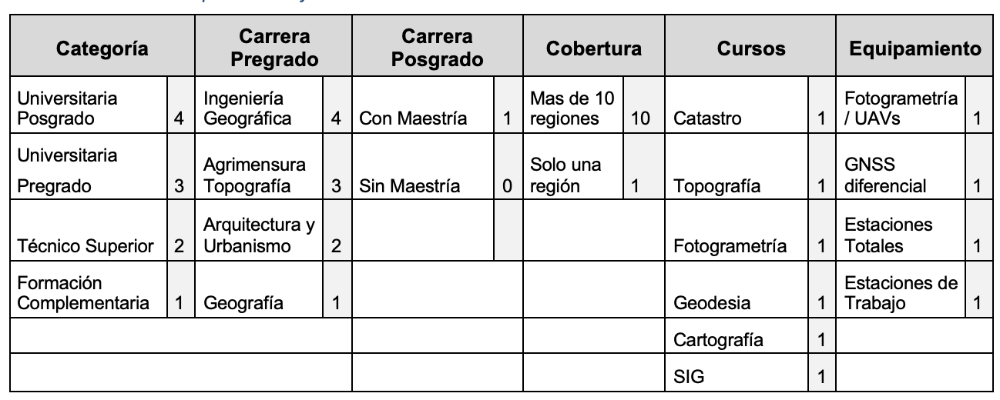 Categoría
Carrera
Pregrado
Carrera
Posgrado
Cobertura
Cursos
Equipamiento
Universitaria
Posgrado 4
Ingeniería
Geográfica 4
Con Maestría 1
Mas de 10
regiones 10
Catastro 1
Fotogrametría
/ UAVs 1
Universitaria
Pregrado 3
Agrimensura
Topografía 3
Sin Maestría 0
Solo una
región 1
Topografía 1
GNSS
diferencial 1
Técnico Superior 2
Arquitectura y
Urbanismo 2
Fotogrametría 1
Estaciones
Totales 1
Formación
Complementaria 1
Geografía 1
Geodesia 1
Estaciones de
Trabajo 1
Cartografía 1
SIG 1